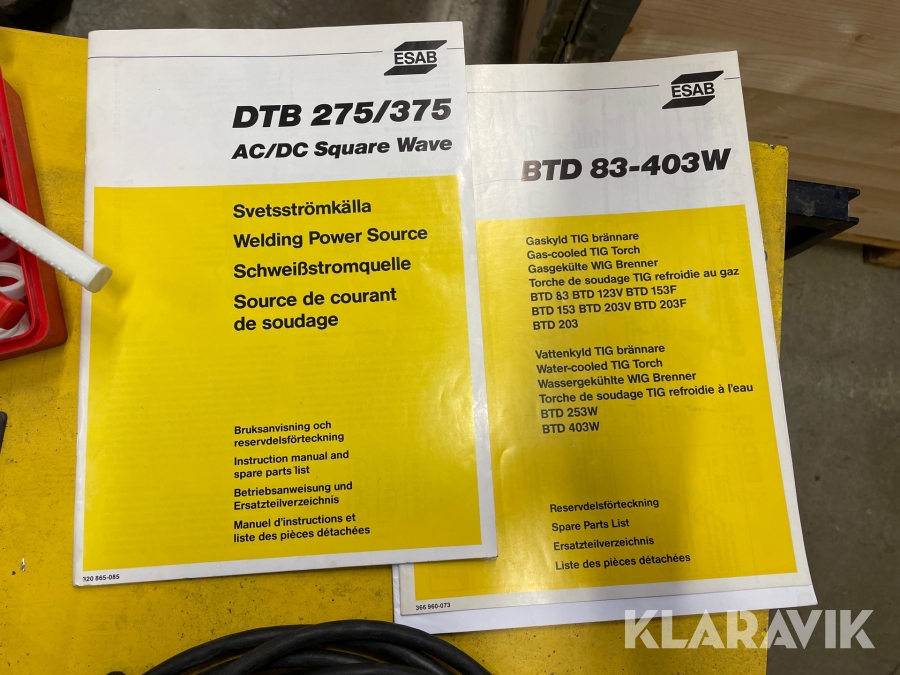 ESAB
DTB 275/375
AC/DC Square Wave
Svetsströmkälla
Welding Power Source
Schweißstromquelle
Source de courant
de soudage
Bruksanvisning och
reservdelsförteckning
Instruction manual and
spare parts list
Betriebsanweisung und
Ersatzteilverzeichnis
Manuel d'instructions et
liste des pièces détachées
320 865-085
ESAB
BTD 83-403W
Gaskyld TIG brännare
Gas-cooled TIG Torch
Gasgekülte WIG Brenner
Torche de soudage TIG refroidie au gaz
BTD 83 BTD 123V BTD 153F
BTD 153 BTD 203V BTD 203F
BTD 203
Vattenkyld TIG brännare
Water-cooled TIG Torch
Wassergekühlte WIG Brenner
Torche de soudage TIG refroidie à l'eau
BTD 253W
BTD 403W
Reservdelsförteckning
Spare Parts List
Ersatzteilverzeichnis
Liste des pièces détachées
366 960-073
KLARAVIK